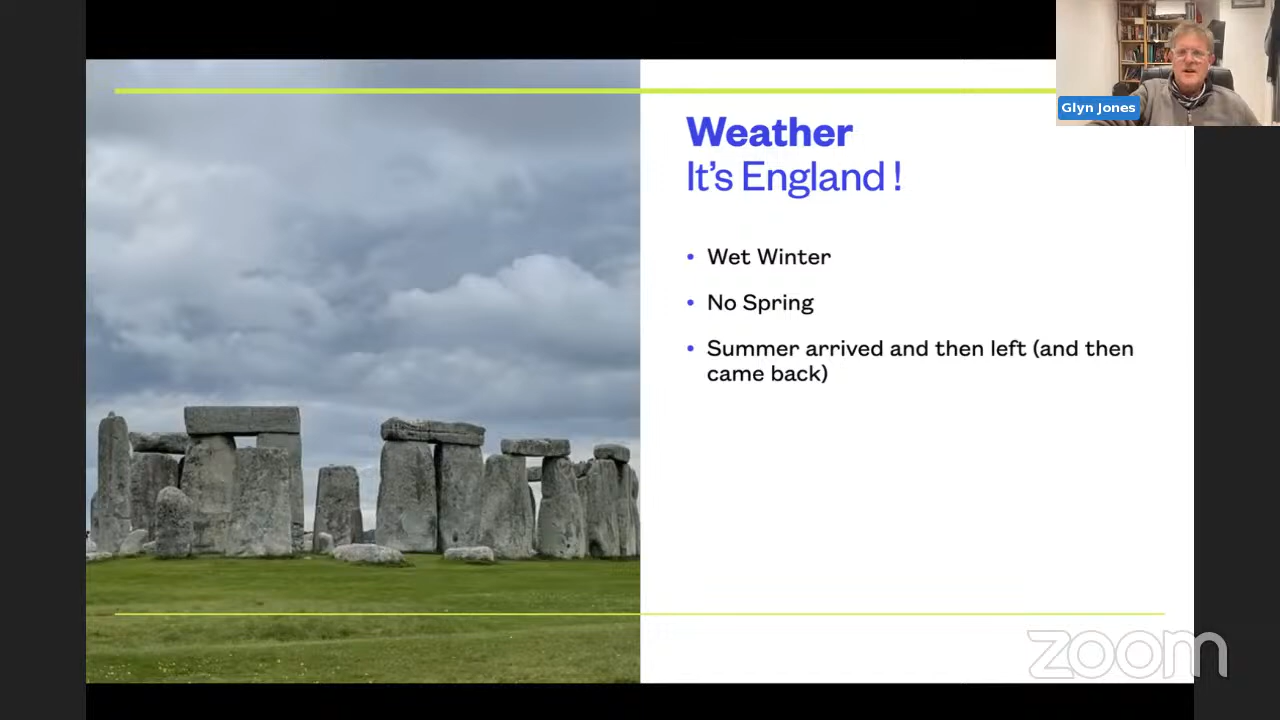 Glyn Jones
Weather
It's England !
• Wet Winter
• No Spring
• Summer arrived and then left (and then
came back)
zoom